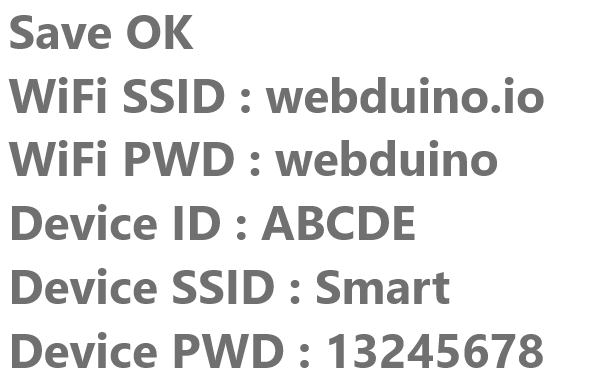 Save OK
WiFi SSID : webduino.io
WiFi PWD : webduino
Device ID : ABCDE
Device SSID : Smart
Device PWD : 13245678